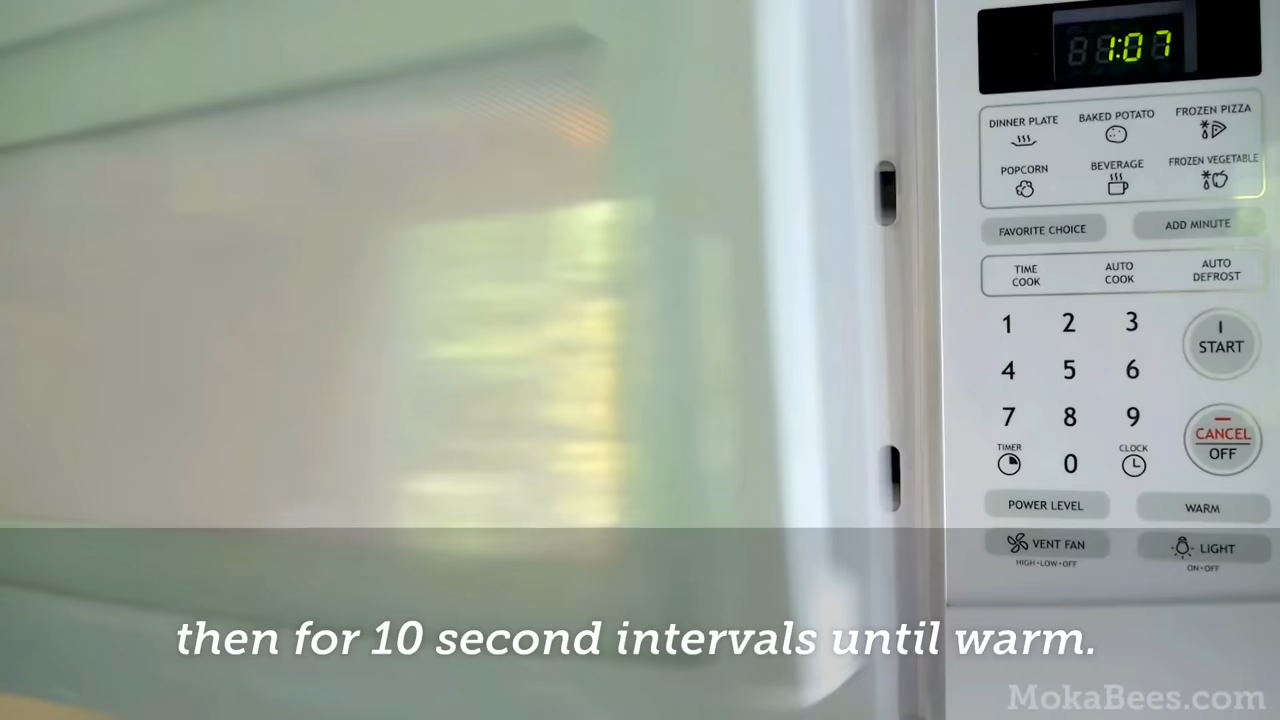 1:07
DINNER PLATE
BAKED POTATO
FROZEN PIZZA
POPCORN
BEVERAGE
FROZEN VEGETABLE
FAVORITE CHOICE
ADD MINUTE
TIME COOK
AUTO COOK
AUTO DEFROST
1 2 3
START
4 5 6
7 8 9
CANCEL
OFF
TIMER
0
CLOCK
POWER LEVEL
WARM
VENT FAN
HIGH•LOW•OFF
LIGHT
ON•OFF
then for 10 second intervals until warm.
MokaBees.com